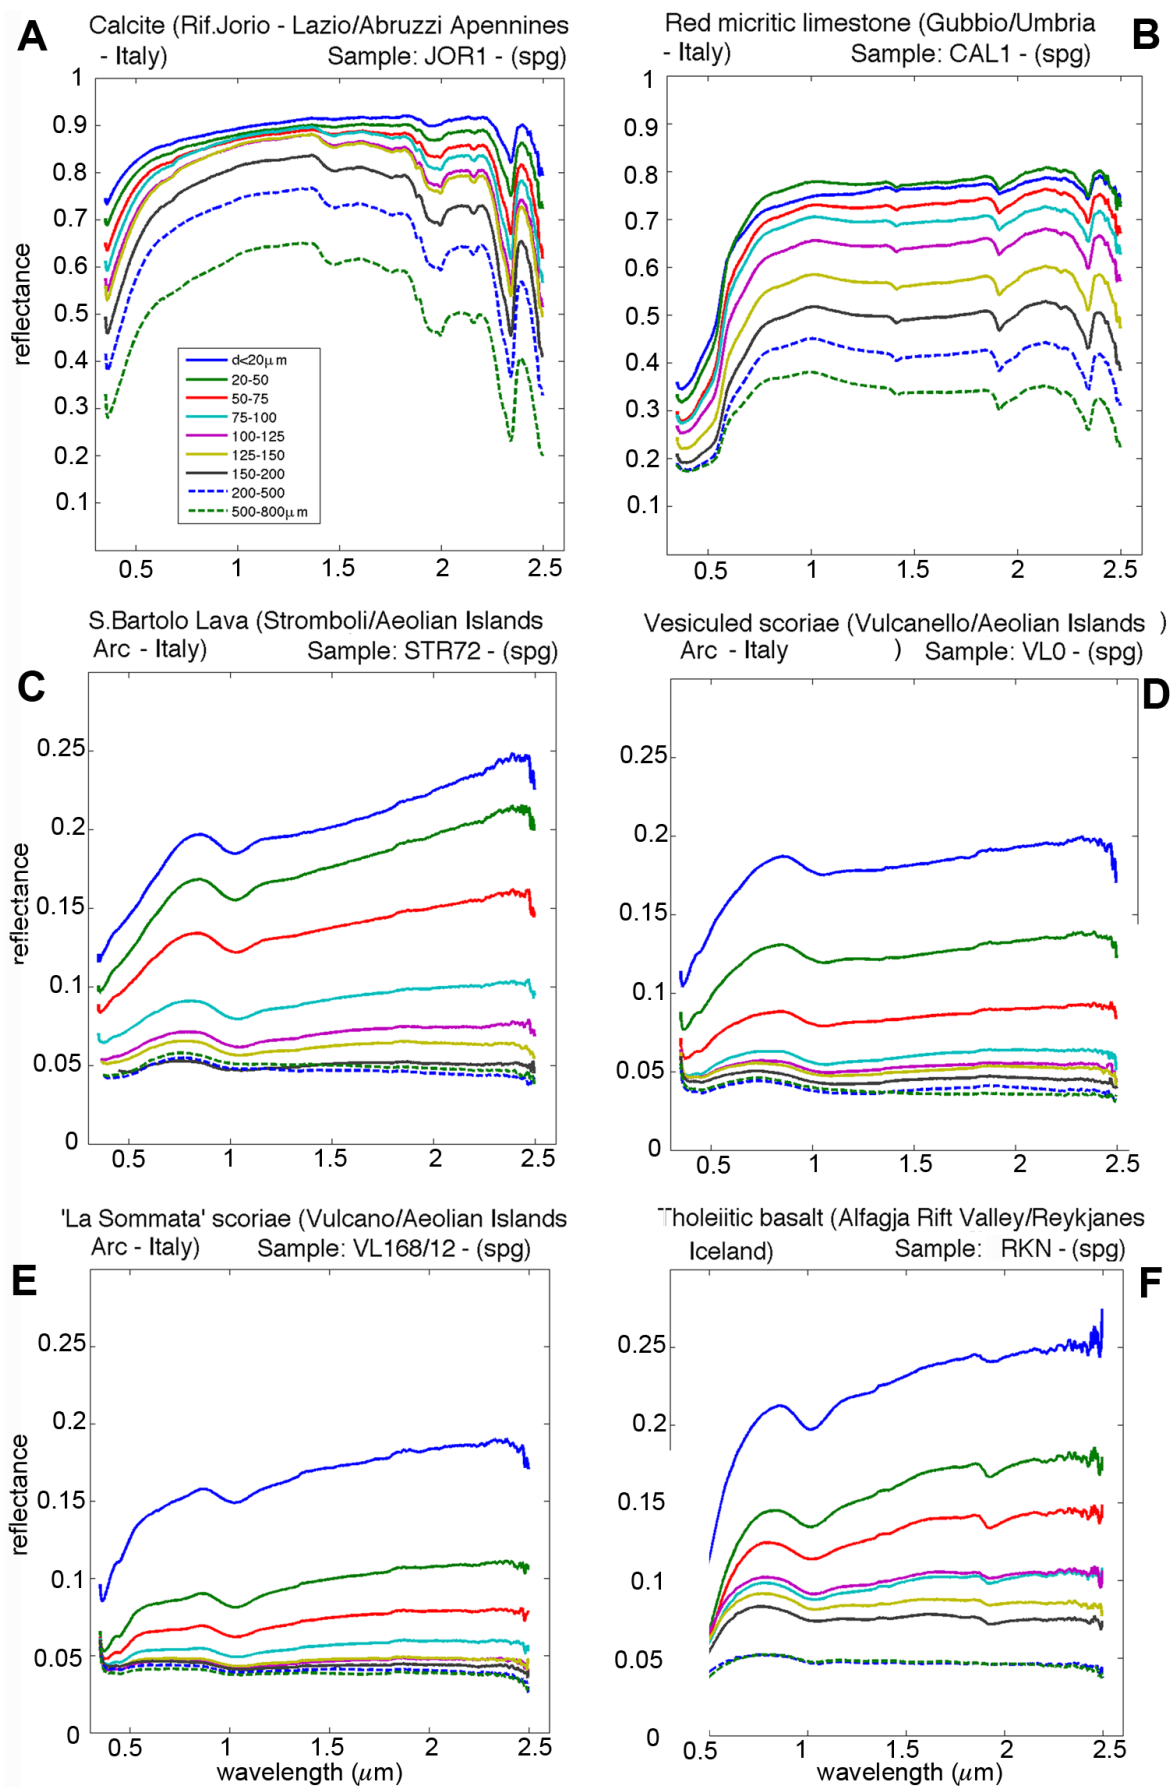 A
Calcite (Rif.Jorio - Lazio/Abruzzi Apennines
- Italy) Sample: JOR1 - (spg)
1
0.9
0.8
0.7
0.6
0.5
0.4
0.3
0.2
0.1
reflectance
d<20μm
20-50
50-75
75-100
100-125
125-150
150-200
200-500
500-800μm
0.5 1 1.5 2 2.5
Red micritic limestone (Gubbio/Umbria
- Italy) Sample: CAL1 - (spg)
B
1
0.9
0.8
0.7
0.6
0.5
0.4
0.3
0.2
0.1
0.5 1 1.5 2 2.5
S.Bartolo Lava (Stromboli/Aeolian Islands
Arc - Italy) Sample: STR72 - (spg)
C
0.25
0.2
0.15
0.1
0.05
0
reflectance
0.5 1 1.5 2 2.5
Vesiculed scoriae (Vulcanello/Aeolian Islands )
Arc - Italy ) Sample: VL0 - (spg)
D
0.25
0.2
0.15
0.1
0.05
0
0.5 1 1.5 2 2.5
'La Sommata' scoriae (Vulcano/Aeolian Islands
Arc - Italy) Sample: VL168/12 - (spg)
E
0.25
0.2
0.15
0.1
0.05
0
reflectance
0.5 1 1.5 2 2.5
wavelength (μm)
Tholeiitic basalt (Alfagja Rift Valley/Reykjanes
Iceland) Sample: RKN - (spg)
F
0.25
0.2
0.15
0.1
0.05
0
0.5 1 1.5 2 2.5
wavelength (μm)